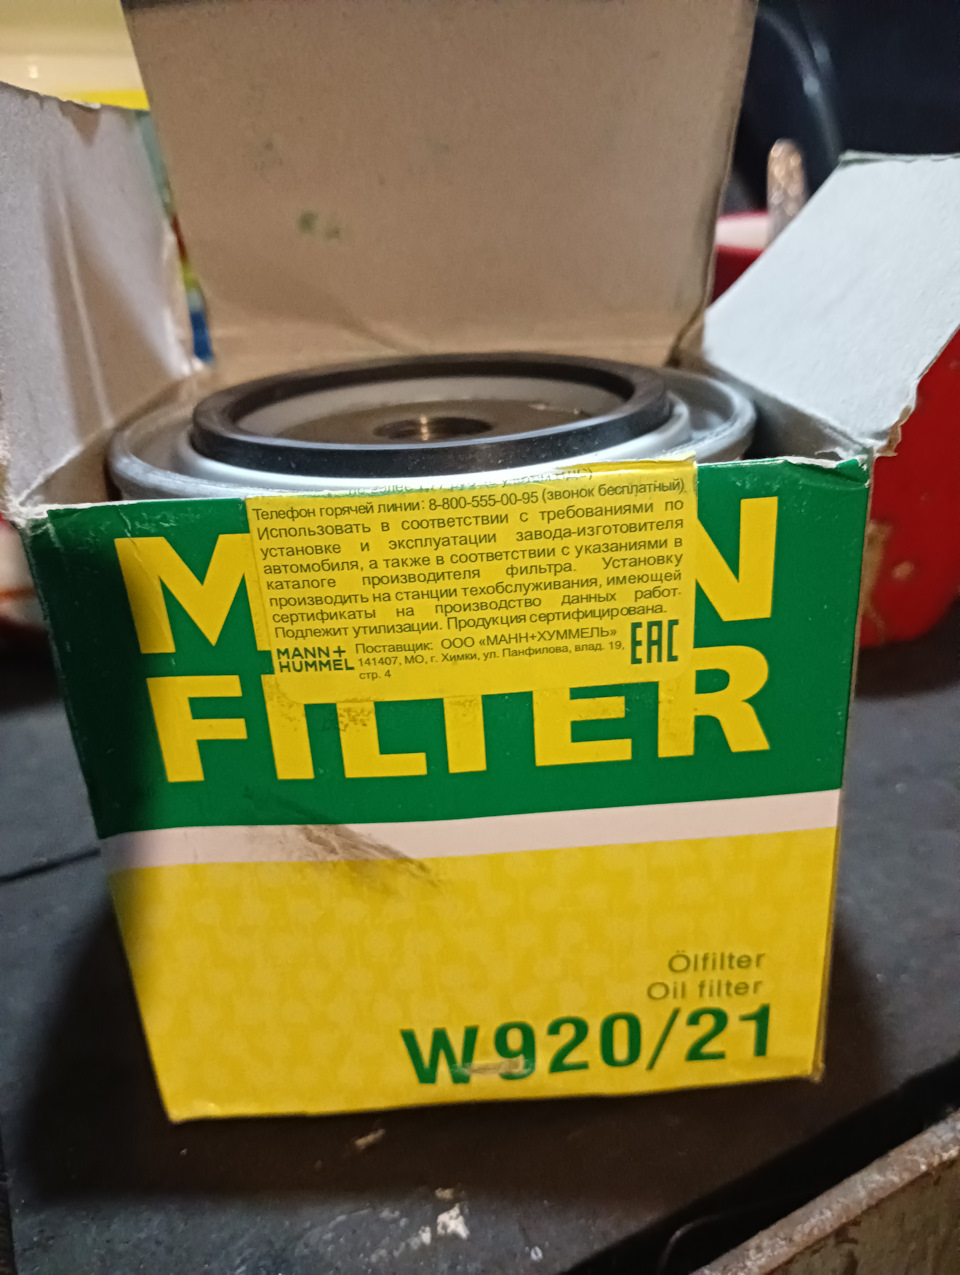 Телефон горячей линии: 8-800-555-00-95 (звонок бесплатный)
Использовать в соответствии с требованиями по
установке и эксплуатации завода-изготовителя
автомобиля, а также в соответствии с указаниями в
каталоге производителя фильтра. Установку
производить на станции техобслуживания, имеющей
сертификаты на производство данных работ.
Подлежит утилизации. Продукция сертифицирована.
MANN+
HUMMEL
Поставщик: ООО «МАНН+ХУММЕЛЬ»
141407, МО, г. Химки, ул. Панфилова, влад. 19,
стр. 4
EAC
M N
FILTER
Ölfilter
Oil filter
W920/21